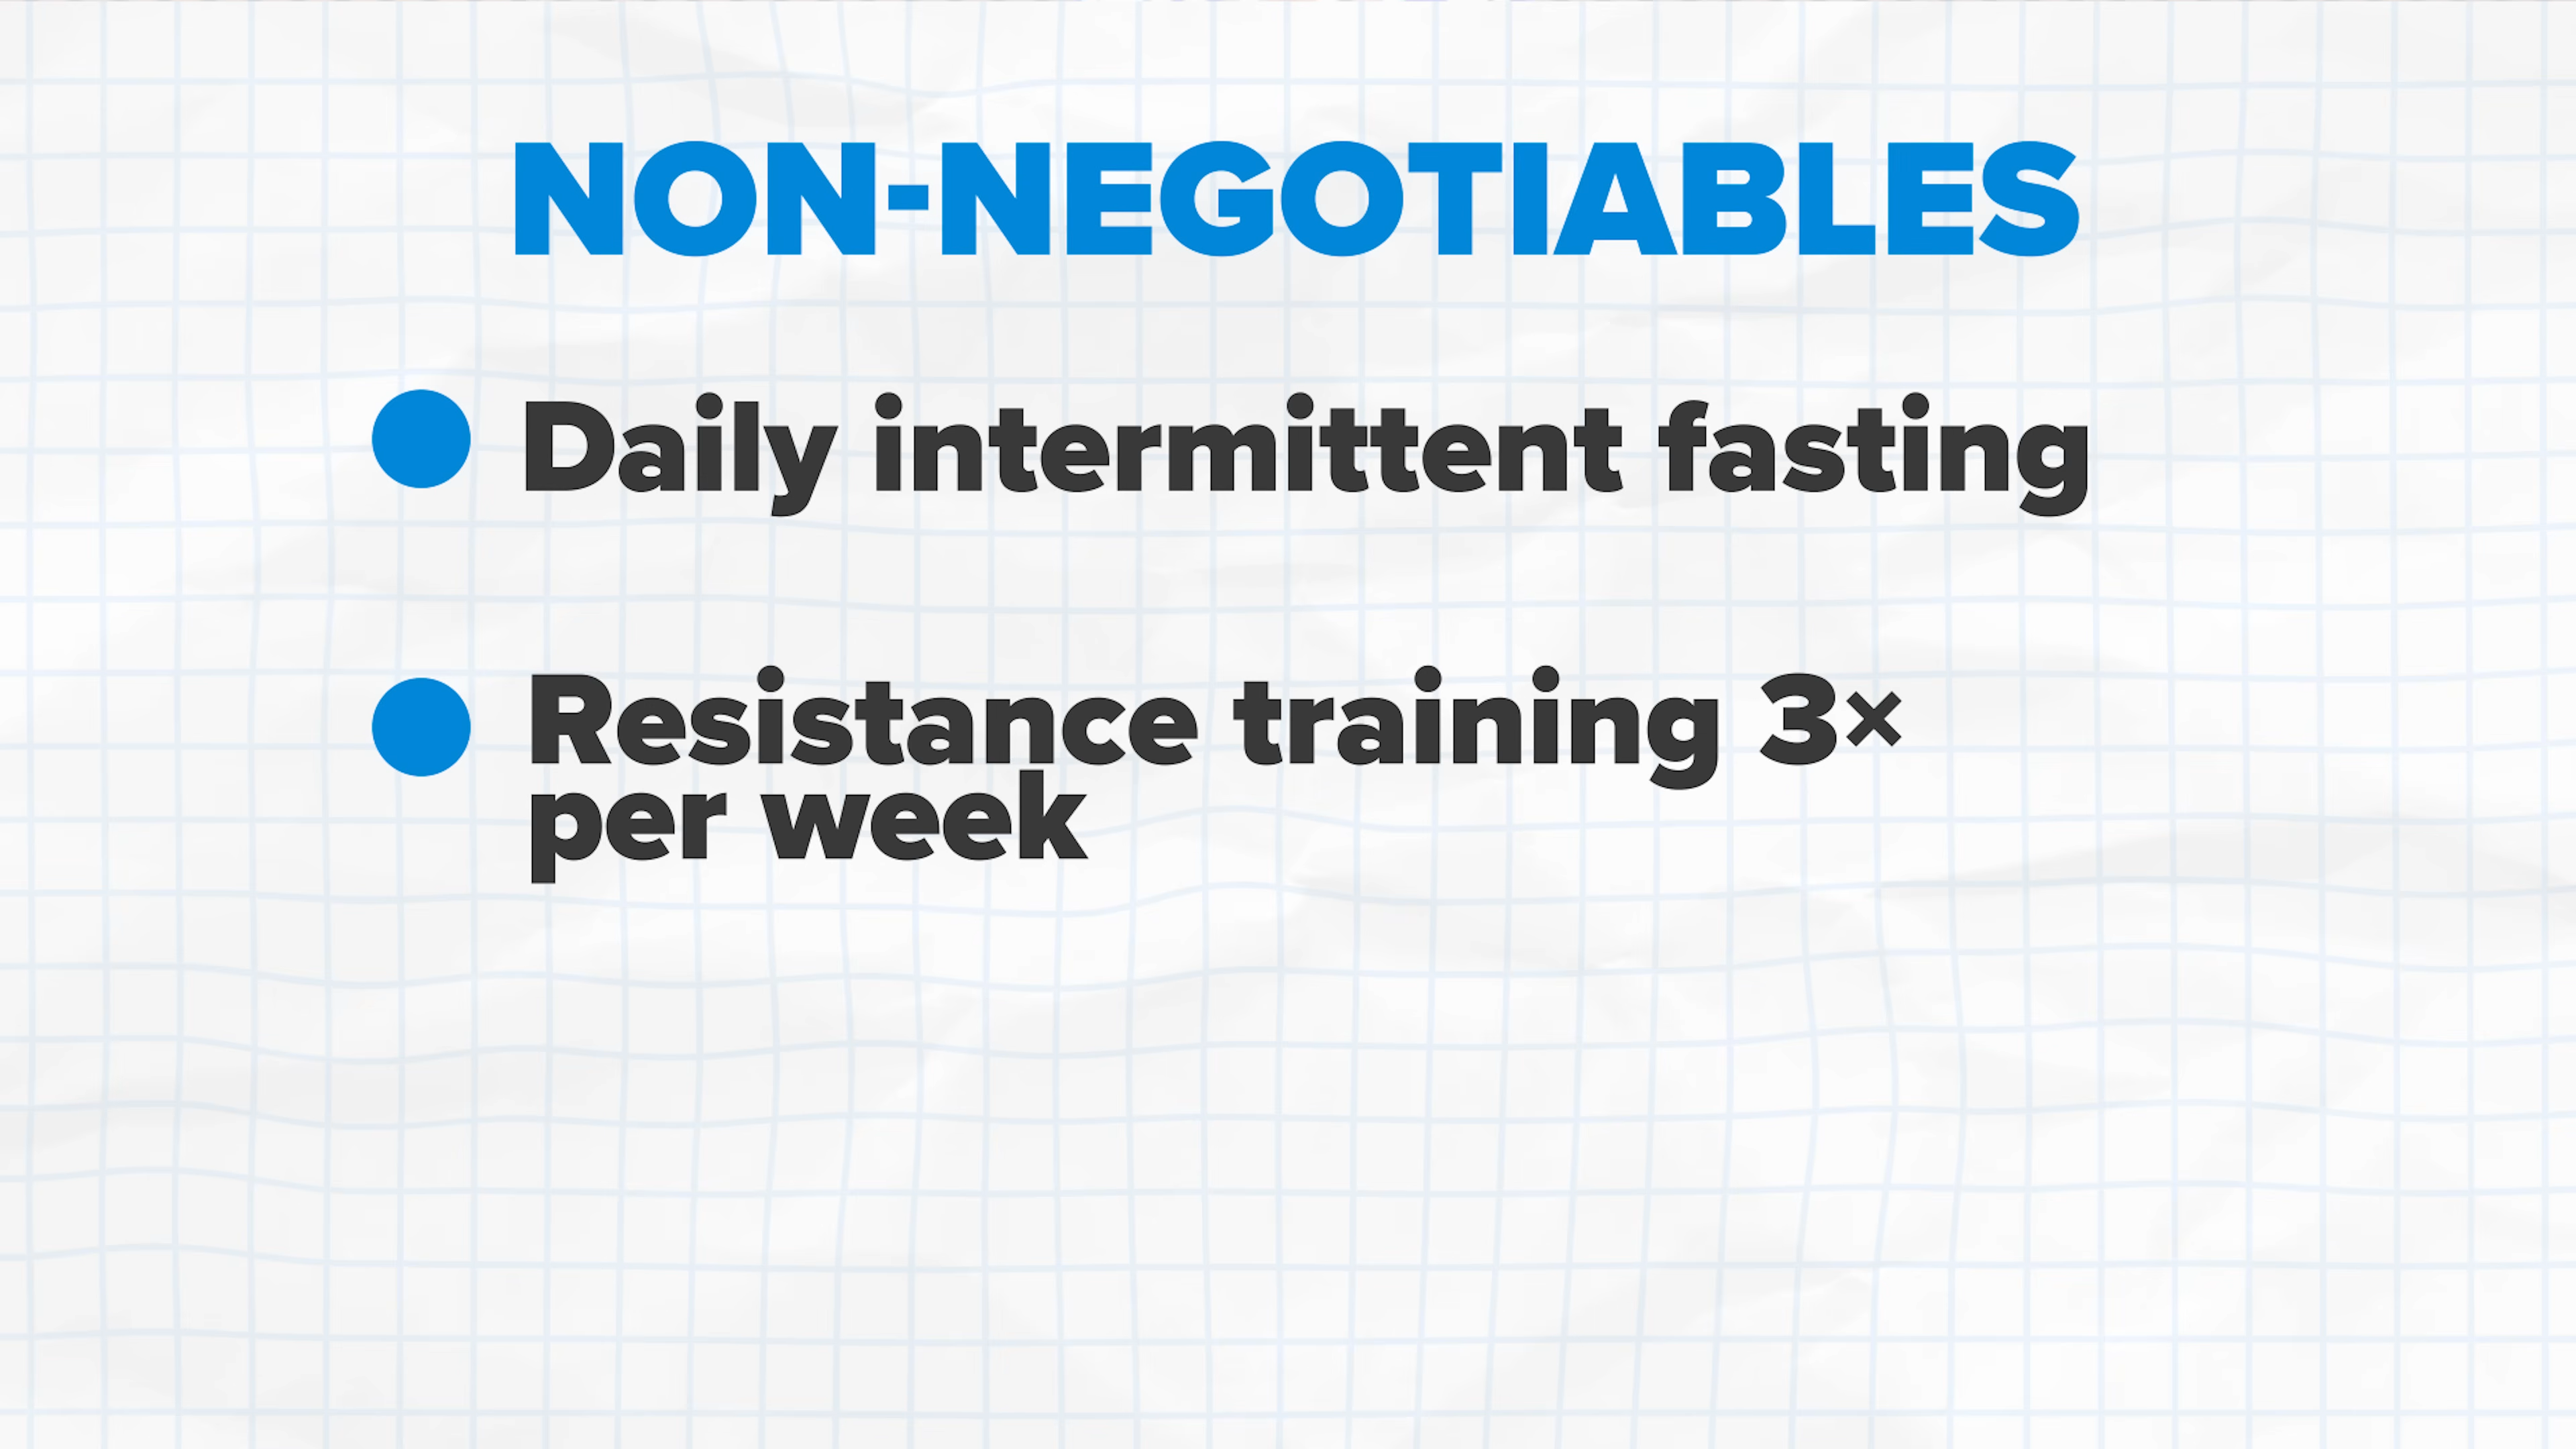 NON-NEGOTIABLES
Daily intermittent fasting
Resistance training 3×
per week